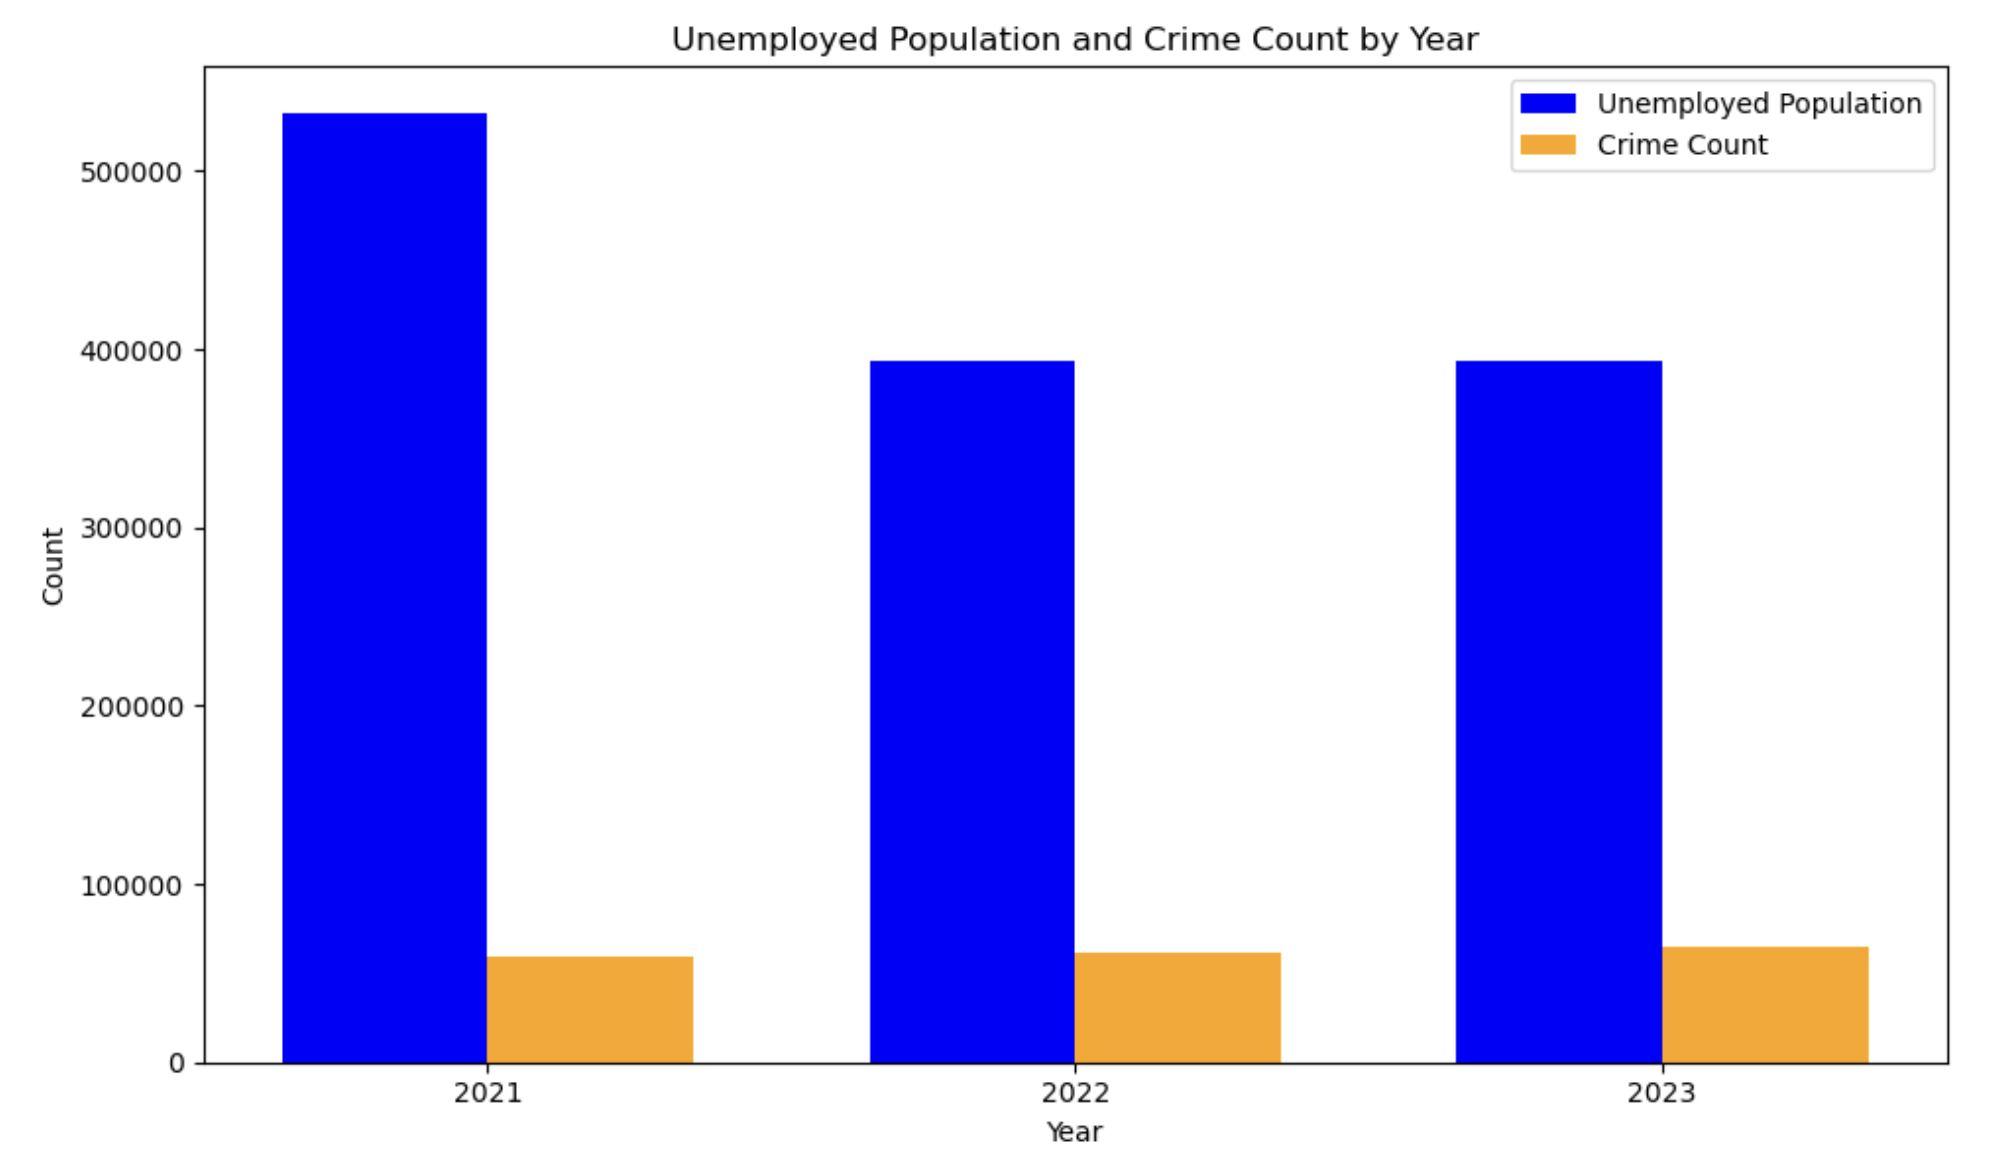 Unemployed Population and Crime Count by Year
Unemployed Population
Crime Count
500000
400000
300000
200000
100000
0
Count
2021
2022
2023
Year